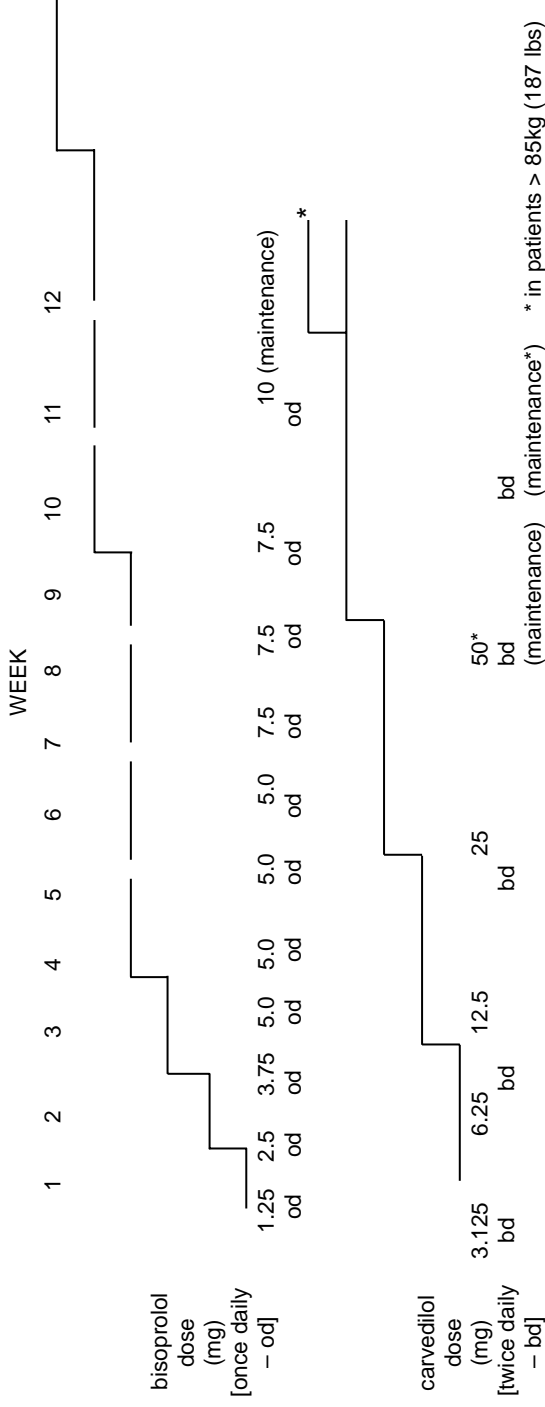 WEEK
1 2 3 4 5 6 7 8 9 10 11 12
bisoprolol
dose
(mg)
[once daily
– od]
1.25 2.5 3.75 5.0 5.0 5.0 5.0 7.5 7.5 7.5 10 (maintenance)
od od od od od od od od od od od
*
carvedilol
dose
(mg)
[twice daily
– bd]
3.125 6.25 12.5 25 50*
bd bd bd bd bd
(maintenance) (maintenance*)
* in patients > 85kg (187 lbs)